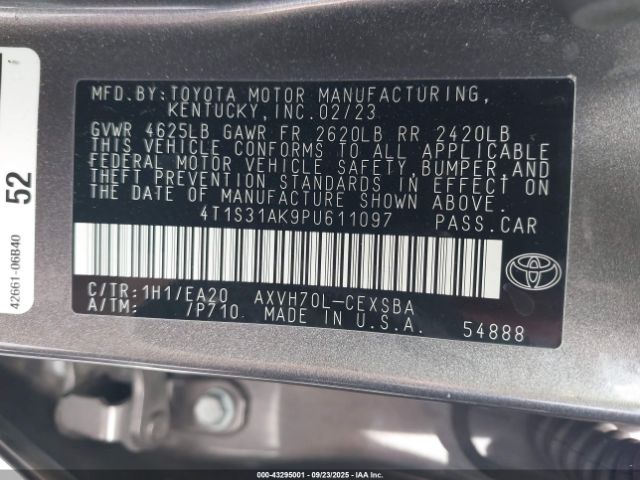 MFD.BY:TOYOTA MOTOR MANUFACTURING,
KENTUCKY,INC.02/23
GVWR 4625LB GAWR FR 2620LB RR 2420LB
THIS VEHICLE CONFORMS TO ALL APPLICABLE
FEDERAL MOTOR VEHICLE SAFETY,BUMPER,AND
THEFT PREVENTION STANDARDS IN EFFECT ON
THE DATE OF MANUFACTURE SHOWN ABOVE.
4T1S31AK9PU611097 PASS.CAR
C/TR:1H1/EA20 AXVH70L-CEXSBA
A/TM: /P710 MADE IN U.S.A. 54888
52
42661-06B40
000-43295001 - 09/23/2025 - Copyright © IAA, Inc.